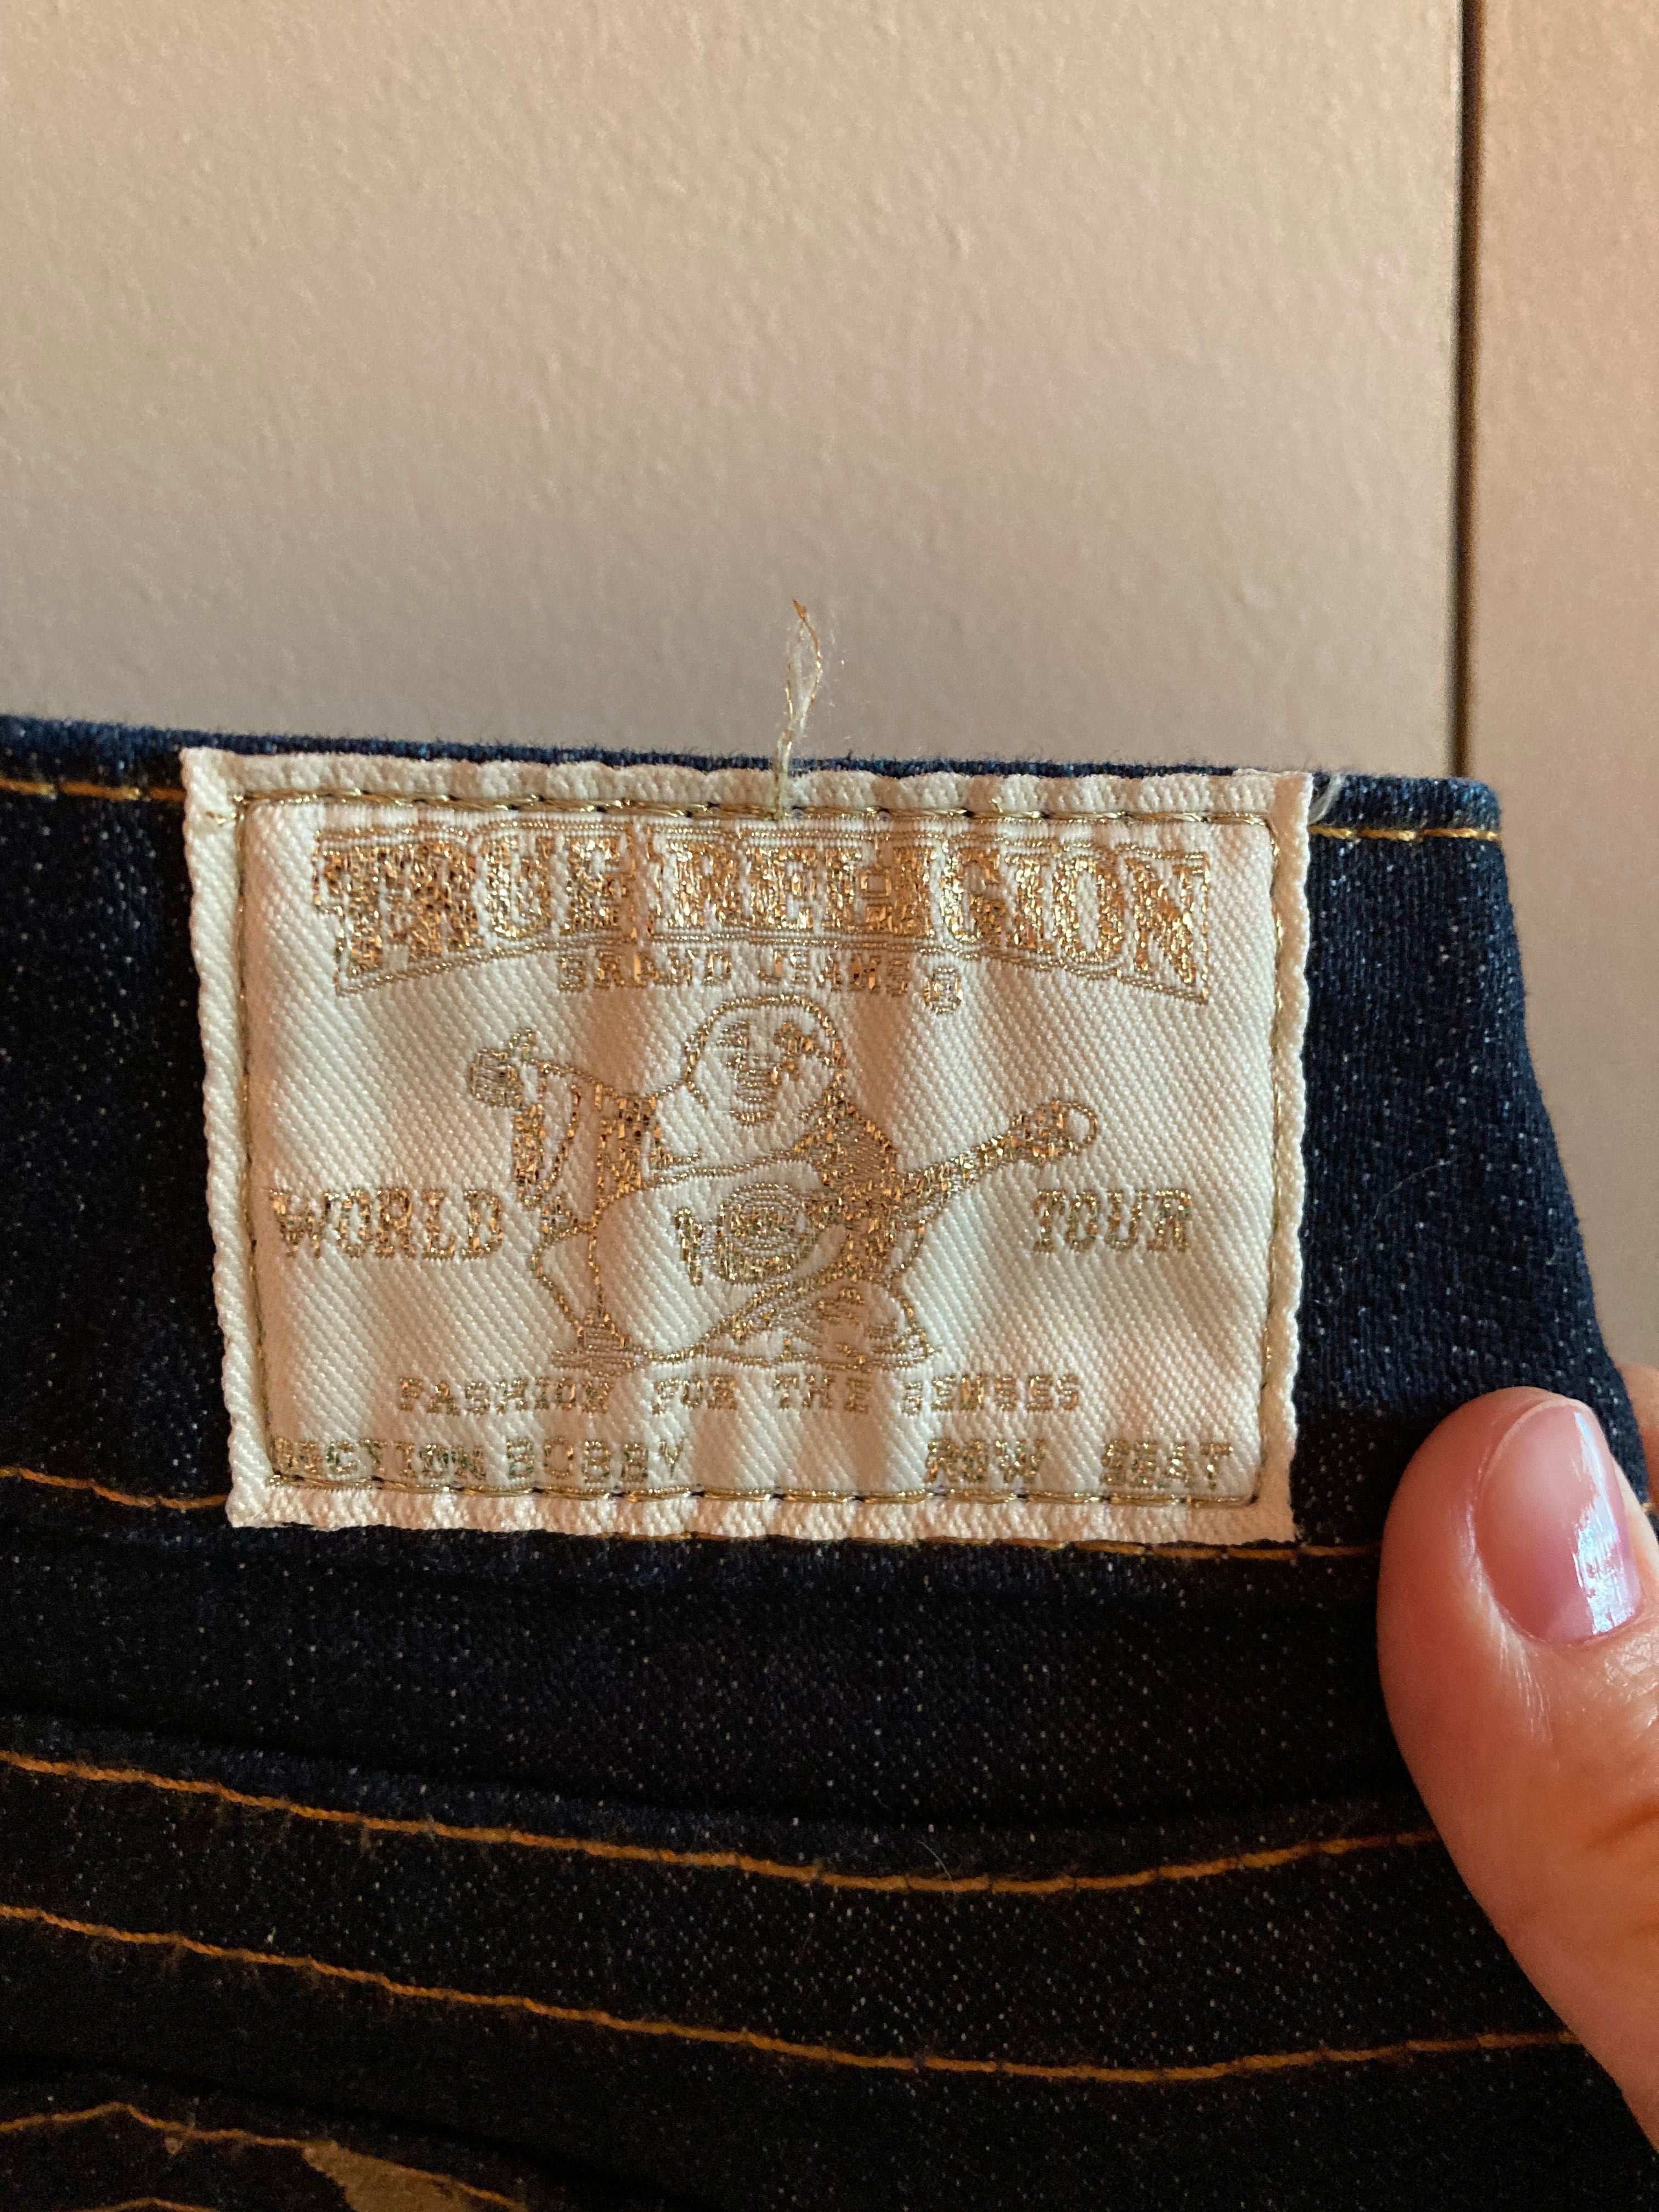 TRUE RELIGION
BRAND JEANS ®
WORLD TOUR
FASHION FOR THE SENSES
SECTION BOBBY ROW SEAT